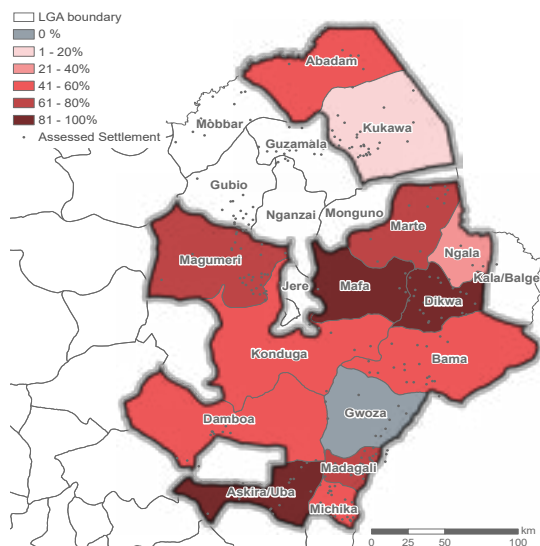 LGA boundary
0 %
1 - 20%
21 - 40%
41 - 60%
61 - 80%
81 - 100%
Assessed Settlement
Abadam
Mobbar
Kukawa
Guzamala
Gubio
Nganzai
Monguno
Marte
Magumeri
Ngala
Jere
Mafa
Kala/Balge
Dikwa
Konduga
Bama
Gwoza
Damboa
Madagali
Askira/Uba
Michika
km
0 25 50 100